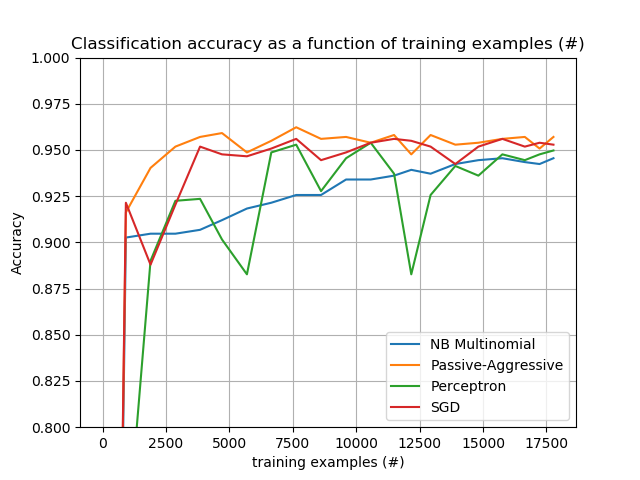 Classification accuracy as a function of training examples (#)
1.000
0.975
0.950
0.925
0.900
0.875
0.850
0.825
0.800
Accuracy
NB Multinomial
Passive-Aggressive
Perceptron
SGD
0 2500 5000 7500 10000 12500 15000 17500
training examples (#)